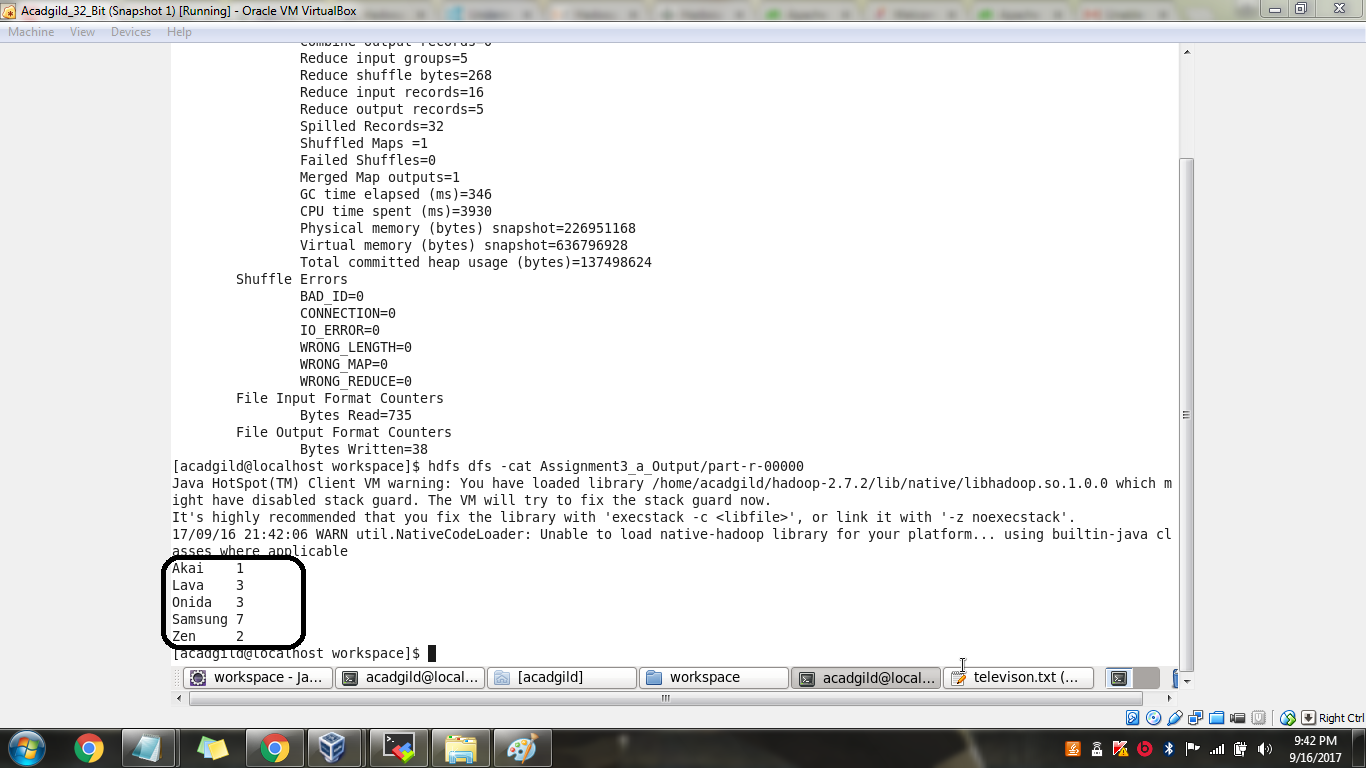 Acadgild_32_Bit (Snapshot 1) [Running] - Oracle VM VirtualBox
Machine View Devices Help
Combine output records=0
Reduce input groups=5
Reduce shuffle bytes=268
Reduce input records=16
Reduce output records=5
Spilled Records=32
Shuffled Maps =1
Failed Shuffles=0
Merged Map outputs=1
GC time elapsed (ms)=346
CPU time spent (ms)=3930
Physical memory (bytes) snapshot=226951168
Virtual memory (bytes) snapshot=636796928
Total committed heap usage (bytes)=137498624
Shuffle Errors
BAD_ID=0
CONNECTION=0
IO_ERROR=0
WRONG_LENGTH=0
WRONG_MAP=0
WRONG_REDUCE=0
File Input Format Counters
Bytes Read=735
File Output Format Counters
Bytes Written=38
[acadgild@localhost workspace]$ hdfs dfs -cat Assignment3_a_Output/part-r-00000
Java HotSpot(TM) Client VM warning: You have loaded library /home/acadgild/hadoop-2.7.2/lib/native/libhadoop.so.1.0.0 which m
ight have disabled stack guard. The VM will try to fix the stack guard now.
It's highly recommended that you fix the library with 'execstack -c <libfile>', or link it with '-z noexecstack'.
17/09/16 21:42:06 WARN util.NativeCodeLoader: Unable to load native-hadoop library for your platform... using builtin-java cl
asses where applicable
Akai 1
Lava 3
Onida 3
Samsung 7
Zen 2
[acadgild@localhost workspace]$
workspace - Ja... acadgild@local... [acadgild] workspace acadgild@local... televison.txt (...
Right Ctrl
9:42 PM
9/16/2017